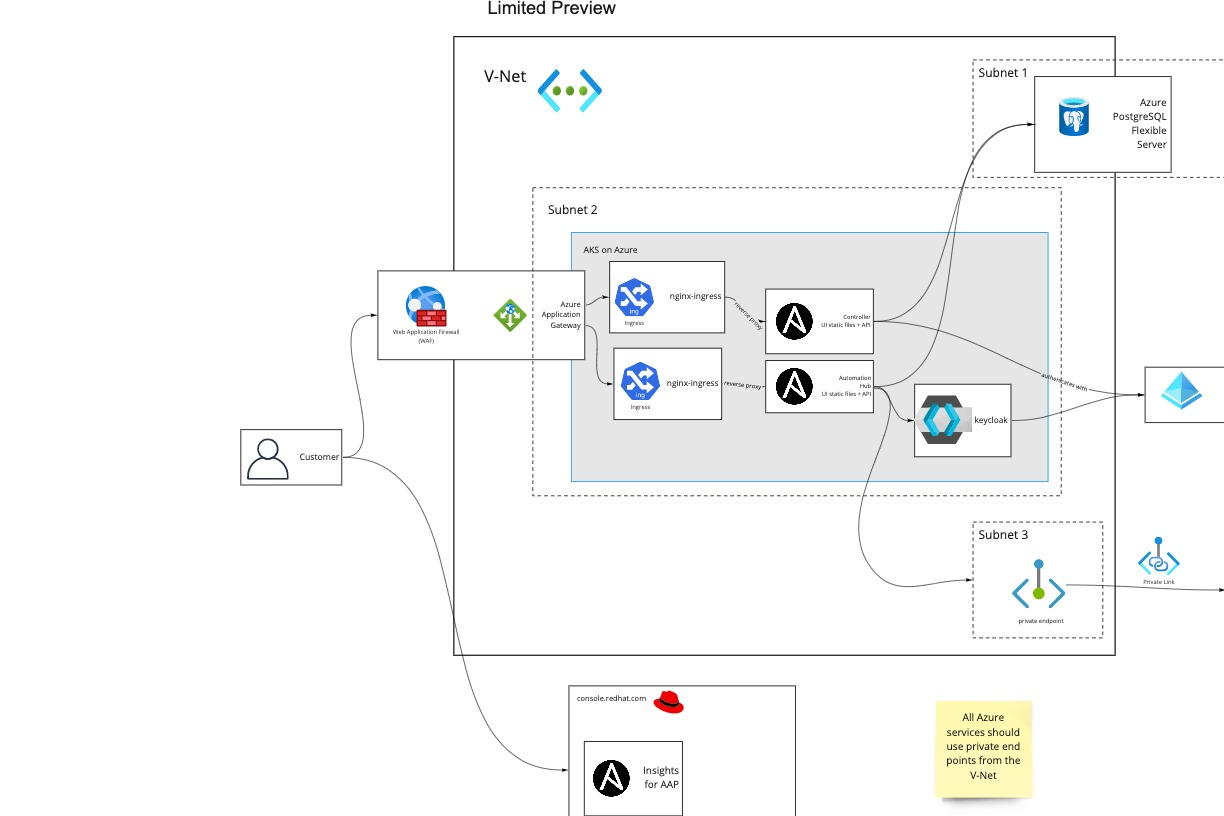 Limited Preview
V-Net
Subnet 1
Azure
PostgreSQL
Flexible
Server
Subnet 2
AKS on Azure
Azure
Application
Gateway
Web Application Firewall
(WAF)
ing
Ingress
nginx-ingress
reverse proxy
Controller
UI static files + API
ing
Ingress
nginx-ingress
reverse proxy
Automation
Hub
UI static files + API
authenticates with
keycloak
Customer
Subnet 3
private endpoint
Private Link
console.redhat.com
Insights
for AAP
All Azure
services should
use private end
points from the
V-Net